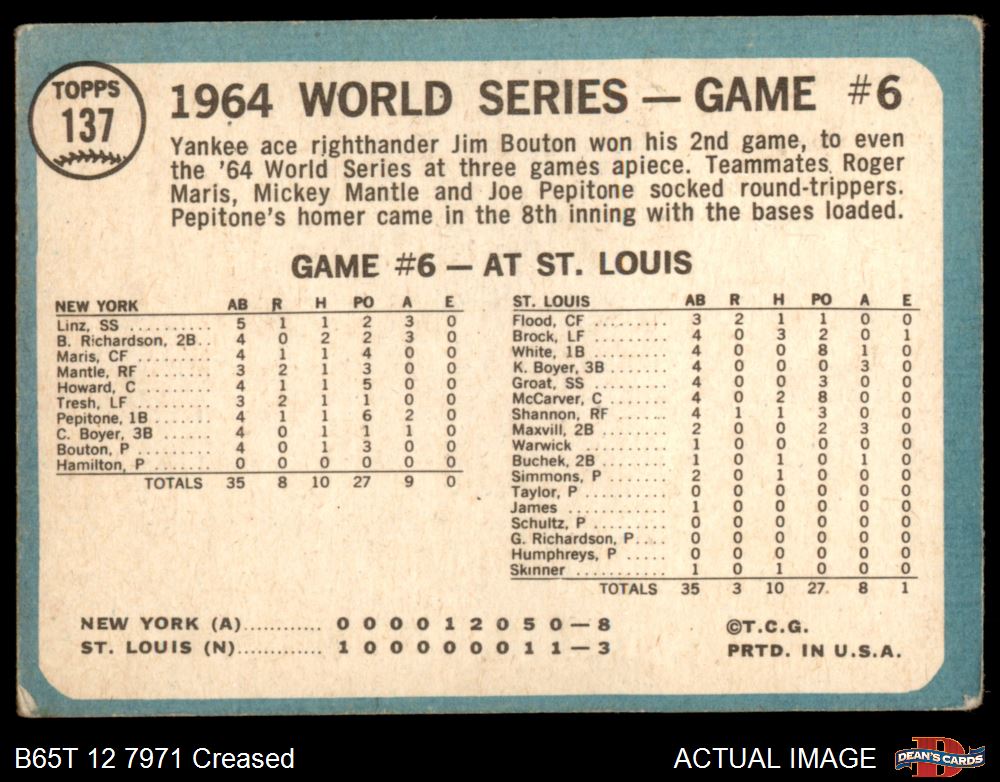 TOPPS
137
1964 WORLD SERIES — GAME #6
Yankee ace righthander Jim Bouton won his 2nd game, to even
the '64 World Series at three games apiece. Teammates Roger
Maris, Mickey Mantle and Joe Pepitone socked round-trippers.
Pepitone's homer came in the 8th inning with the bases loaded.
GAME #6 — AT ST. LOUIS
NEW YORK AB R H PO A E
Linz, SS .......... 5 1 1 2 3 0
B. Richardson, 2B.. 4 0 2 2 3 0
Maris, CF ......... 4 1 1 4 0 0
Mantle, RF ........ 3 2 1 3 0 0
Howard, C ......... 4 1 1 5 0 0
Tresh, LF ......... 3 2 1 1 0 0
Pepitone, 1B ...... 4 1 1 6 2 0
C. Boyer, 3B ...... 4 0 1 1 1 0
Bouton, P ......... 4 0 1 3 0 0
Hamilton, P ....... 0 0 0 0 0 0
TOTALS 35 8 10 27 9 0
ST. LOUIS AB R H PO A E
Flood, CF ......... 3 2 1 1 0 0
Brock, LF ......... 4 0 3 2 0 1
White, 1B ......... 4 0 0 8 1 0
K. Boyer, 3B ...... 4 0 0 0 3 0
Groat, SS ......... 4 0 0 3 0 0
McCarver, C ....... 4 0 2 8 0 0
Shannon, RF ....... 4 1 1 3 0 0
Maxvill, 2B ....... 2 0 0 2 3 0
Warwick ........... 1 0 0 0 0 0
Buchek, 2B ........ 1 0 1 0 1 0
Simmons, P ........ 2 0 1 0 0 0
Taylor, P ......... 0 0 0 0 0 0
James ............. 1 0 0 0 0 0
Schultz, P ........ 0 0 0 0 0 0
G. Richardson, P.... 0 0 0 0 0 0
Humphreys, P ..... 0 0 0 0 0 0
Skinner ........... 1 0 1 0 0 0
TOTALS 35 3 10 27 8 1
NEW YORK (A)............ 0 0 0 0 1 2 0 5 0—8
ST. LOUIS (N)............. 1 0 0 0 0 0 0 1 1—3
©T.C.G.
PRTD. IN U.S.A.
B65T 12 7971 Creased
ACTUAL IMAGE
D
DEAN'S CARDS